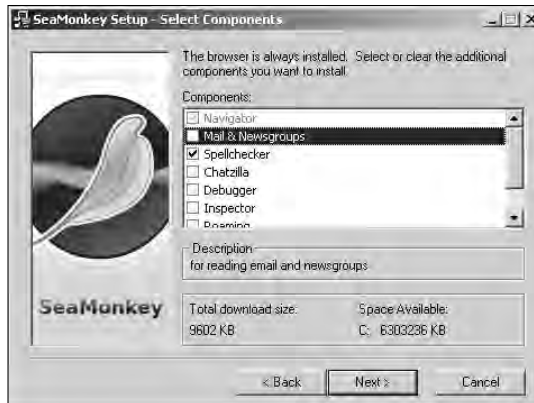 SeaMonkey Setup - Select Components
The browser is always installed. Select or clear the additional
components you want to install.
Components:
Navigator
Mail & Newsgroups
Spellchecker
Chatzilla
Debugger
Inspector
Roaming
Description
for reading email and newsgroups
SeaMonkey
Total download size: Space Available:
9602 KB C: 6303236 KB
< Back Next > Cancel